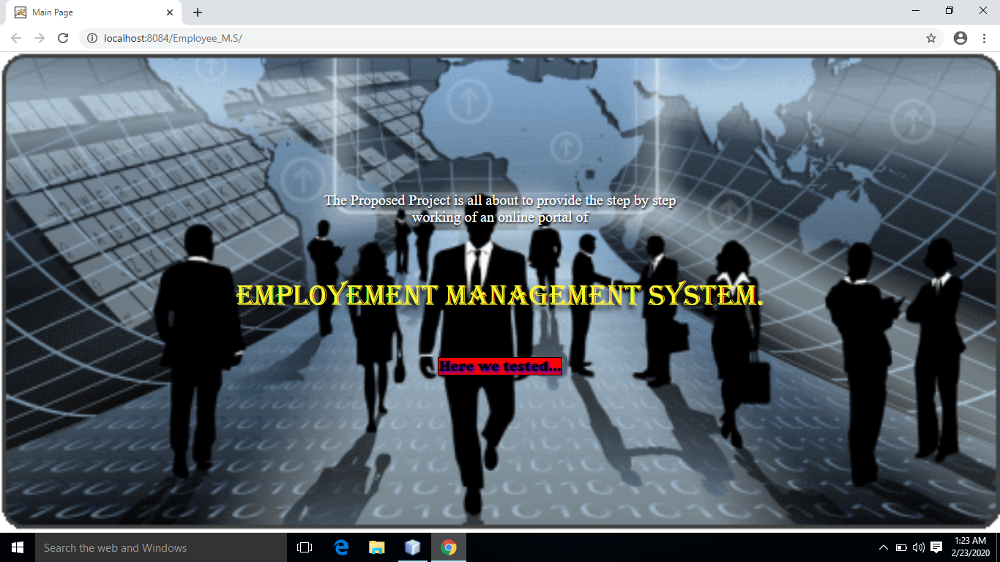 Main Page
localhost:8084/Employee_M.S/
The Proposed Project is all about to provide the step by step
working of an online portal of
EMPLOYEMENT MANAGEMENT SYSTEM.
Here we tested...
Search the web and Windows
1:23 AM
2/23/2020